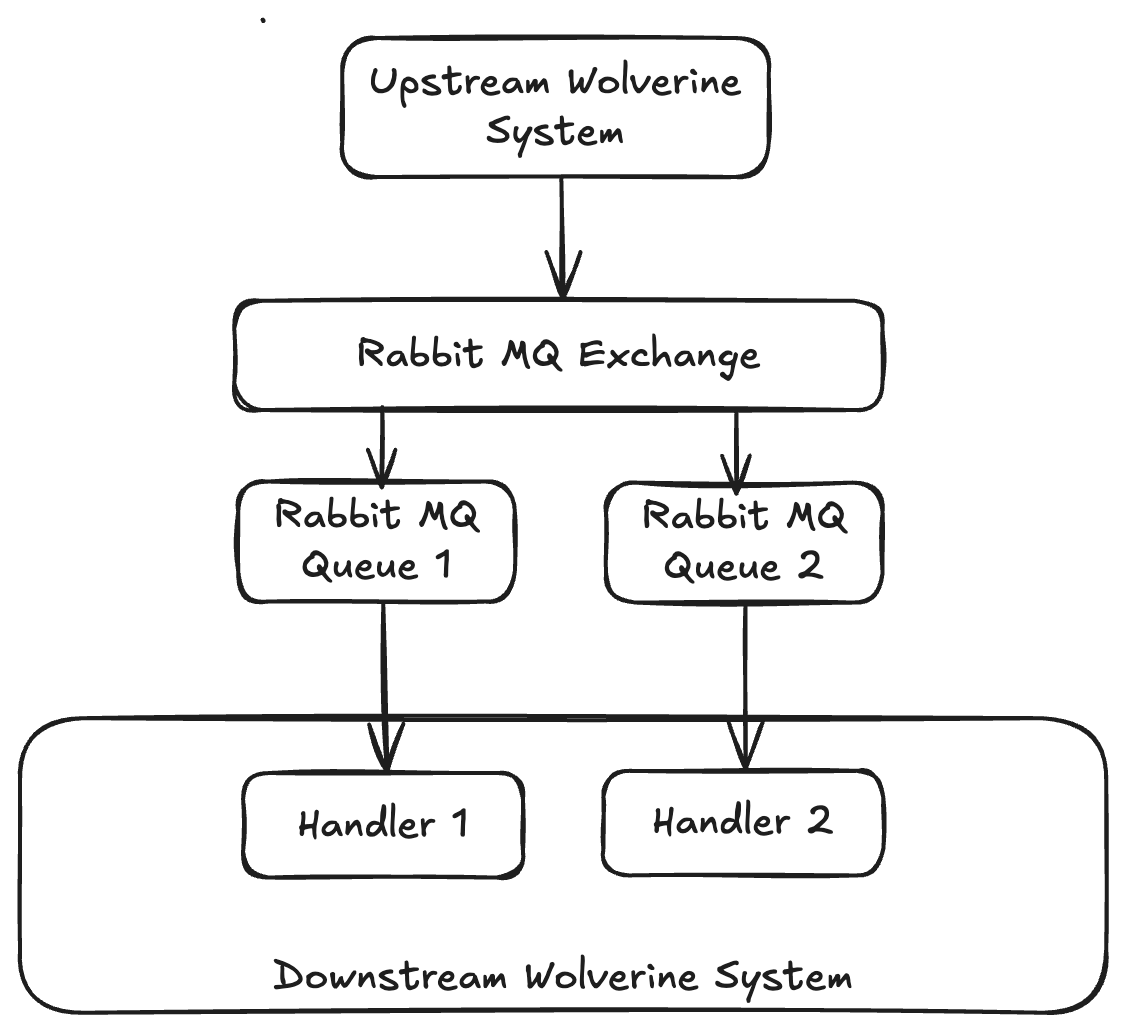 Upstream Wolverine
System
Rabbit MQ Exchange
Rabbit MQ
Queue 1
Rabbit MQ
Queue 2
Handler 1
Handler 2
Downstream Wolverine System